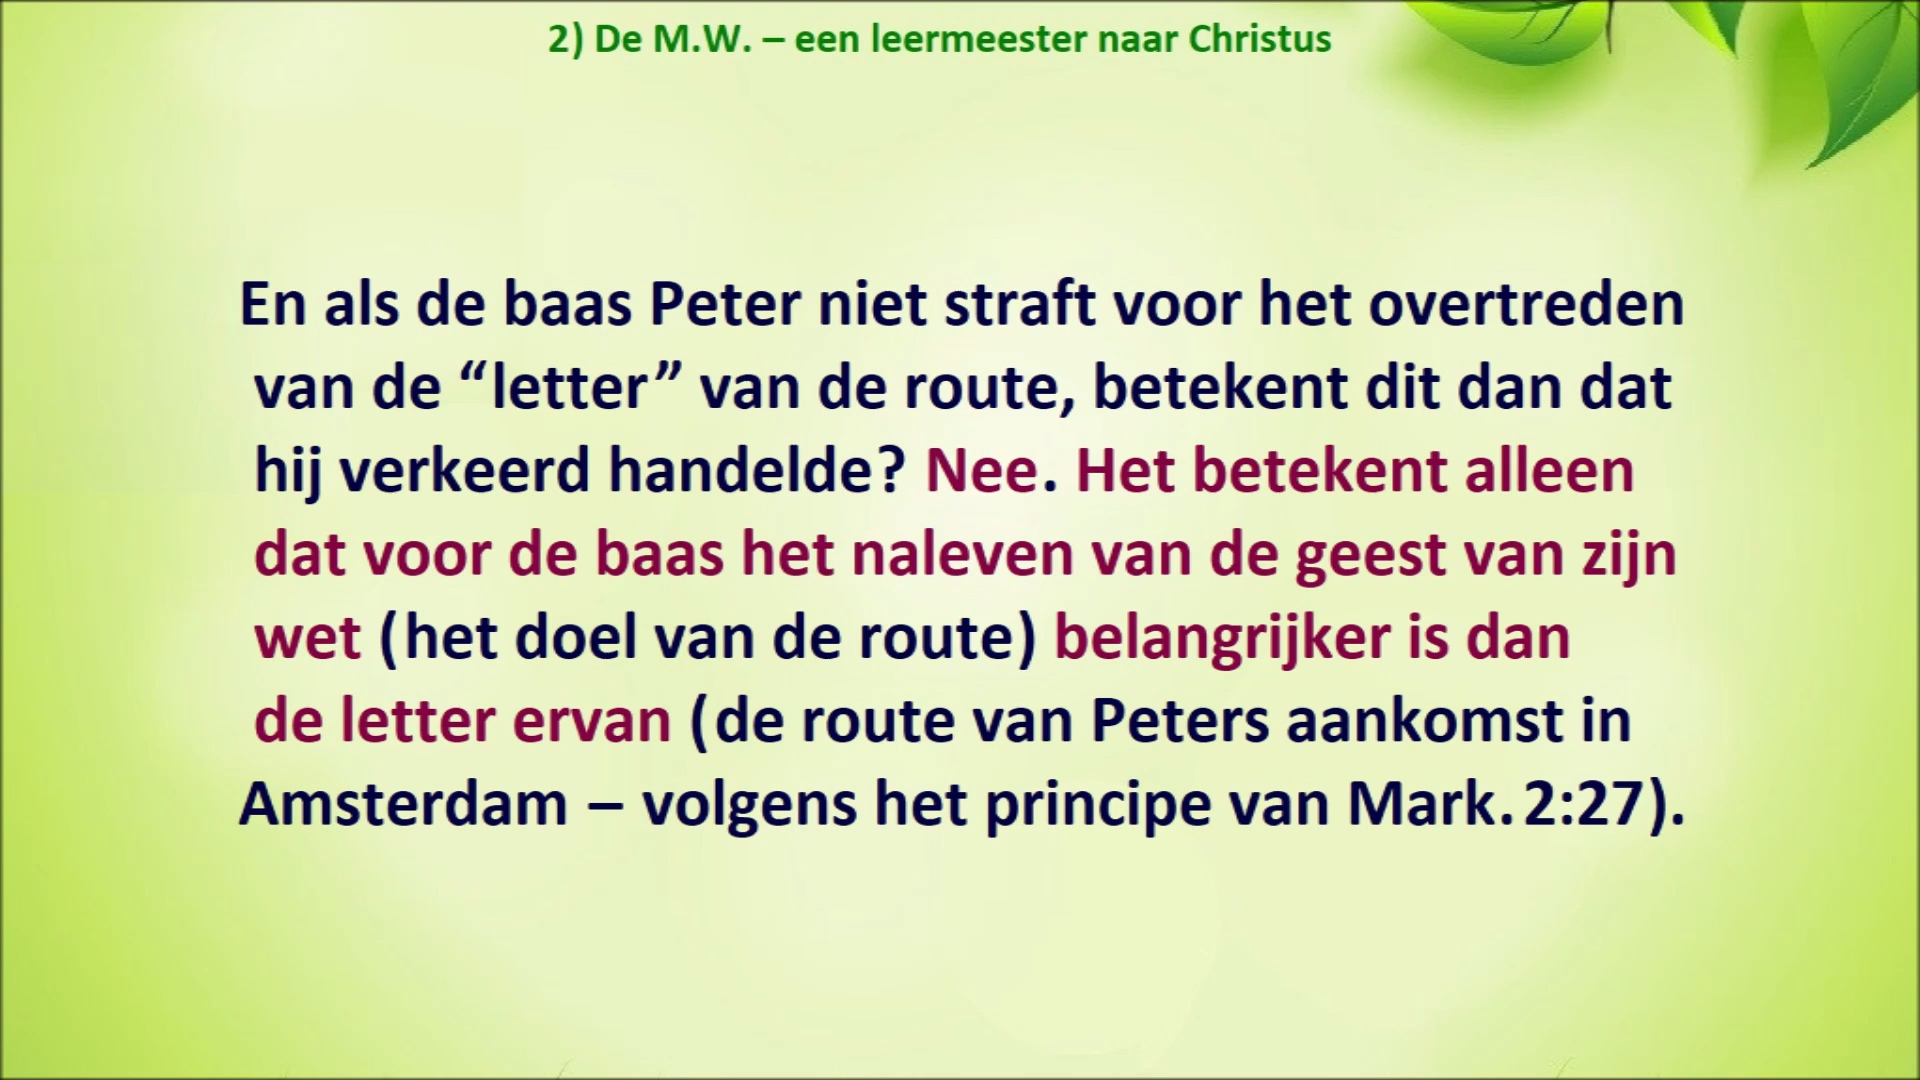 2) De M.W. – een leermeester naar Christus
En als de baas Peter niet straft voor het overtreden
van de “letter” van de route, betekent dit dan dat
hij verkeerd handelde? Nee. Het betekent alleen
dat voor de baas het naleven van de geest van zijn
wet (het doel van de route) belangrijker is dan
de letter ervan (de route van Peters aankomst in
Amsterdam – volgens het principe van Mark. 2:27).